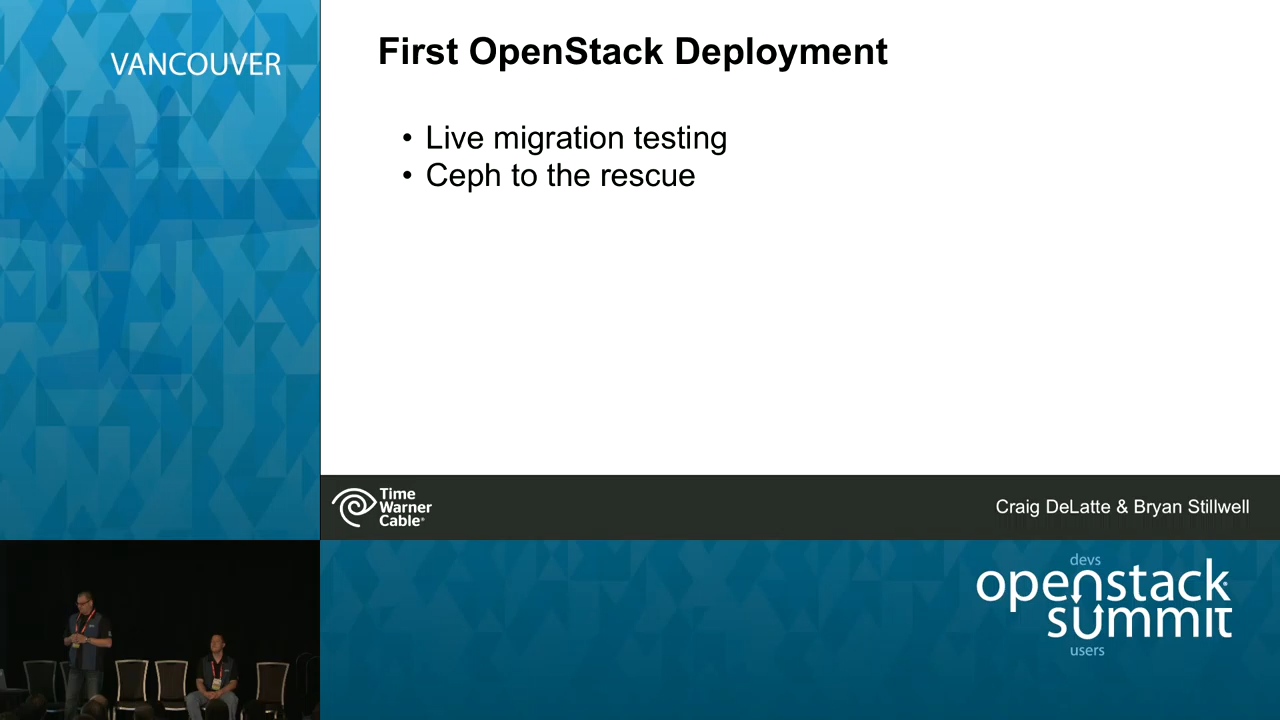 VANCOUVER
First OpenStack Deployment
• Live migration testing
• Ceph to the rescue
Time
Warner
Cable®
Craig DeLatte & Bryan Stillwell
devs
openstack
summit
users